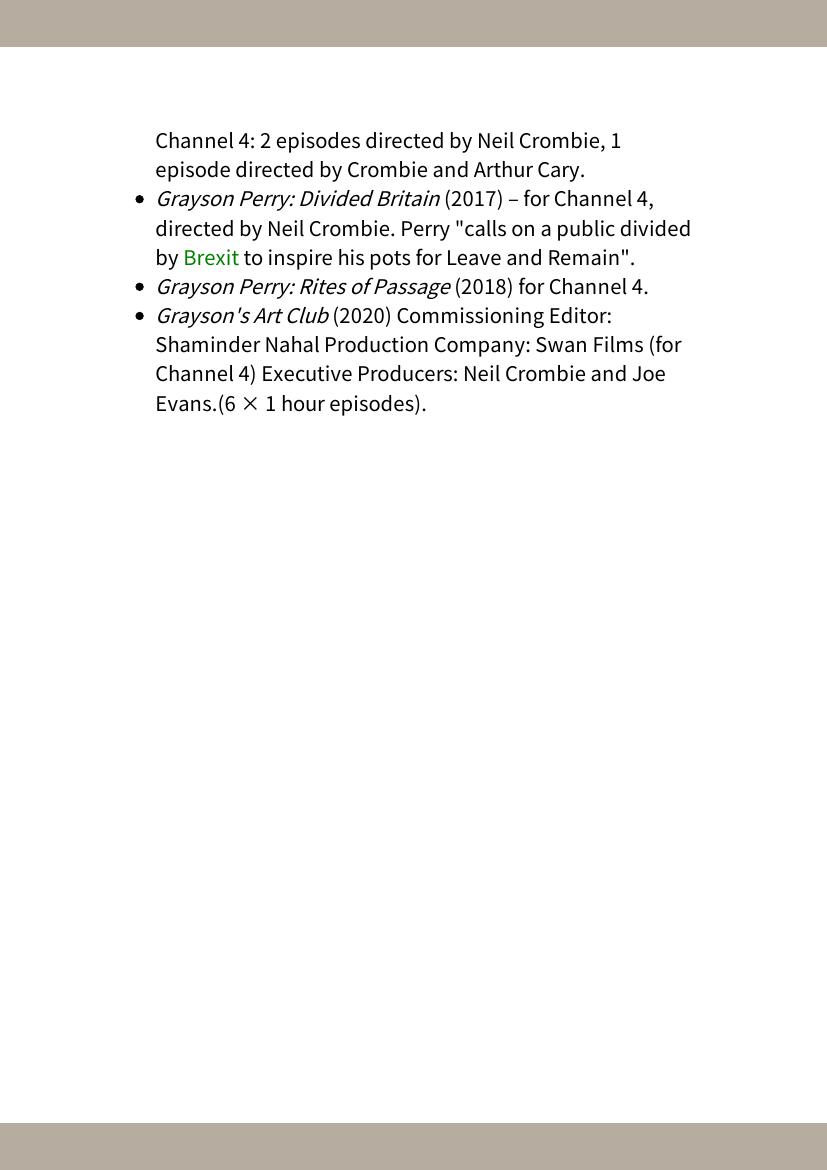 Channel 4: 2 episodes directed by Neil Crombie, 1
episode directed by Crombie and Arthur Cary.
• Grayson Perry: Divided Britain (2017) – for Channel 4,
directed by Neil Crombie. Perry "calls on a public divided
by Brexit to inspire his pots for Leave and Remain".
• Grayson Perry: Rites of Passage (2018) for Channel 4.
• Grayson's Art Club (2020) Commissioning Editor:
Shaminder Nahal Production Company: Swan Films (for
Channel 4) Executive Producers: Neil Crombie and Joe
Evans.(6 × 1 hour episodes).